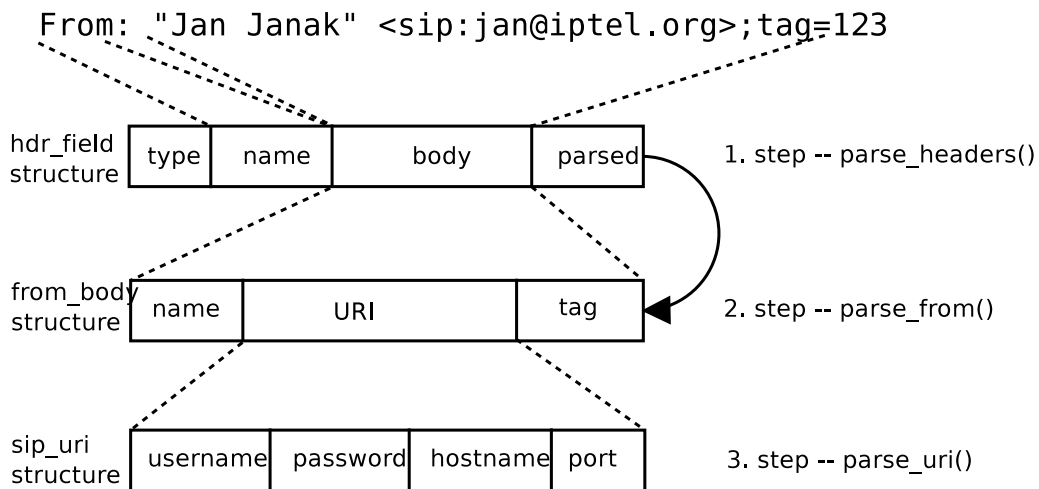 From: "Jan Janak" <sip:jan@iptel.org>;tag=123
hdr_field
structure
type name body parsed
1. step -- parse_headers()
from_body
structure
name URI tag
2. step -- parse_from()
sip_uri
structure
username password hostname port
3. step -- parse_uri()